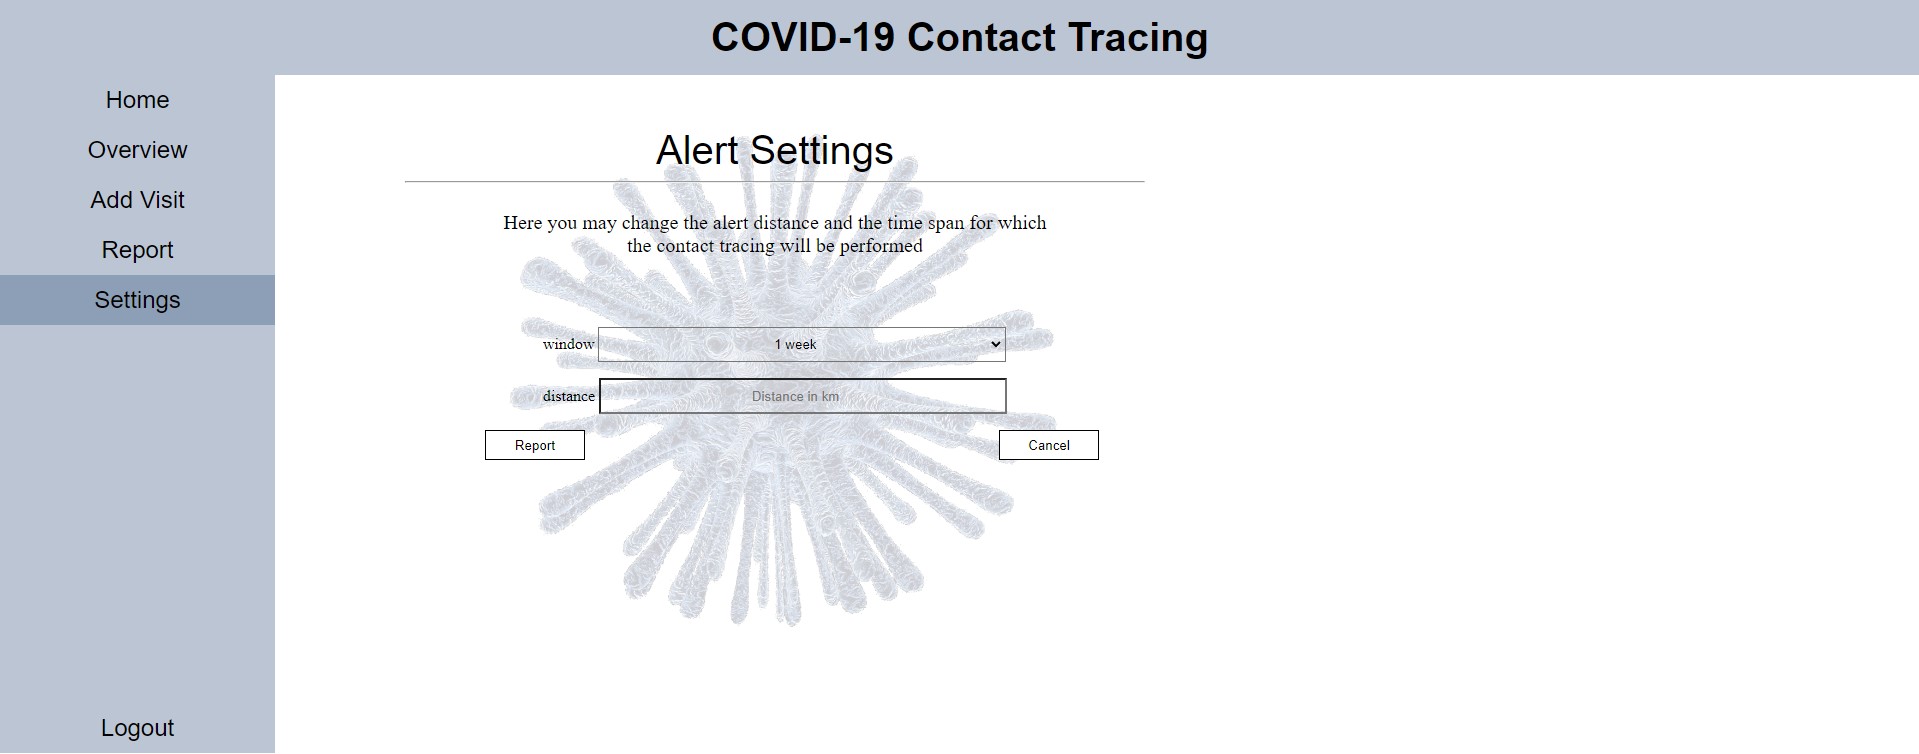 COVID-19 Contact Tracing
Home
Overview
Add Visit
Report
Settings
Logout
Alert Settings
Here you may change the alert distance and the time span for which
the contact tracing will be performed
window 1 week
distance Distance in km
Report Cancel